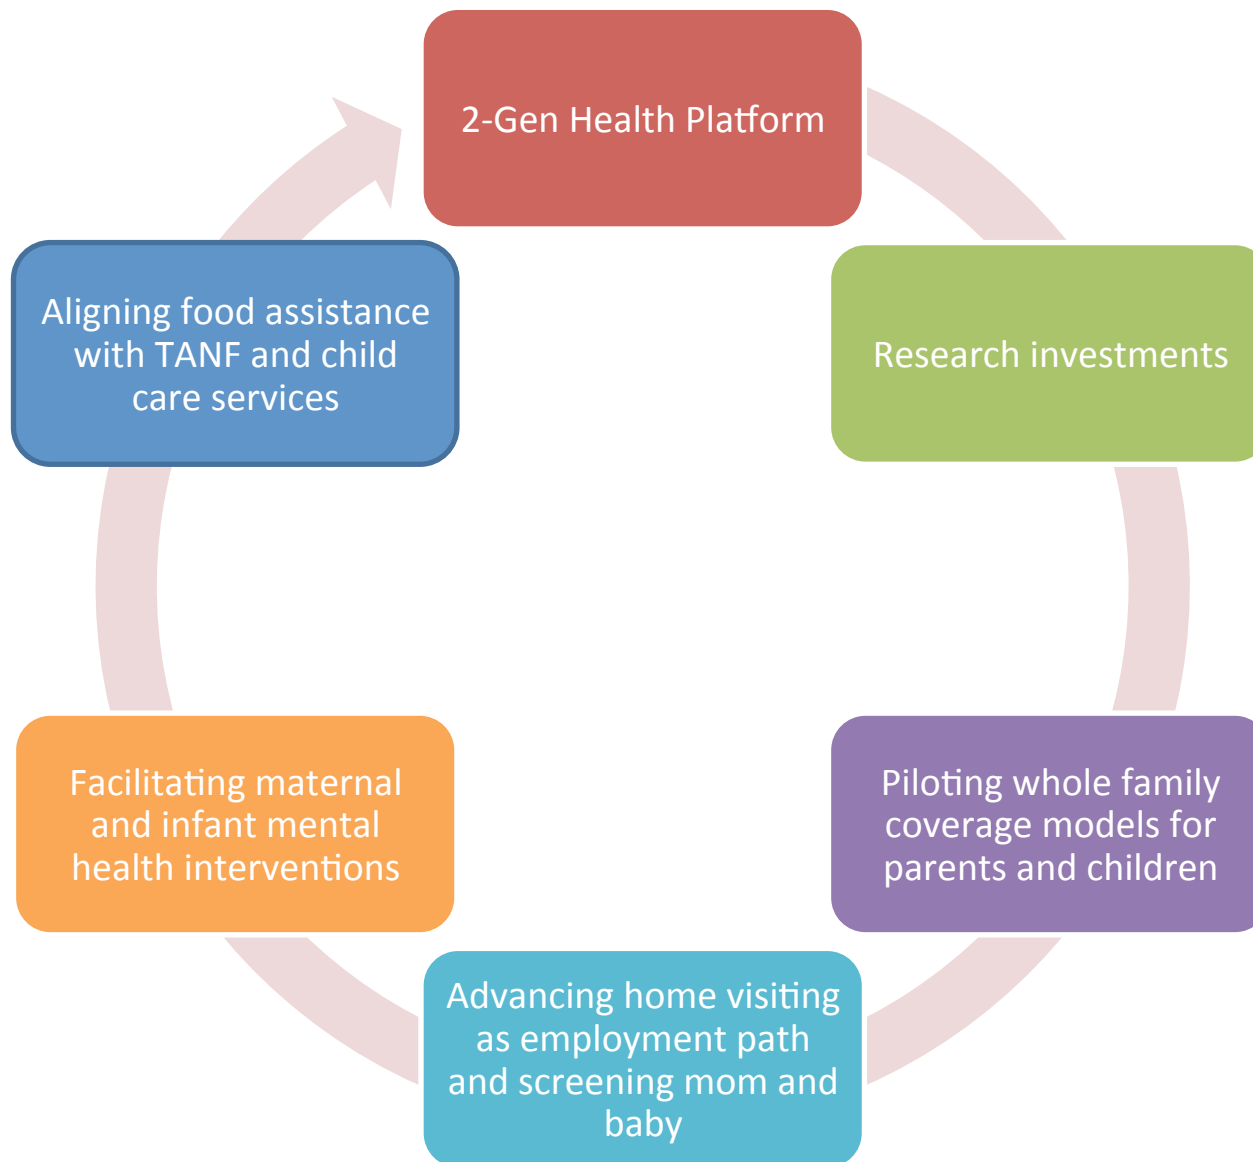 2-Gen Health Platform
Research investments
Piloting whole family
coverage models for
parents and children
Advancing home visiting
as employment path
and screening mom and
baby
Facilitating maternal
and infant mental
health interventions
Aligning food assistance
with TANF and child
care services